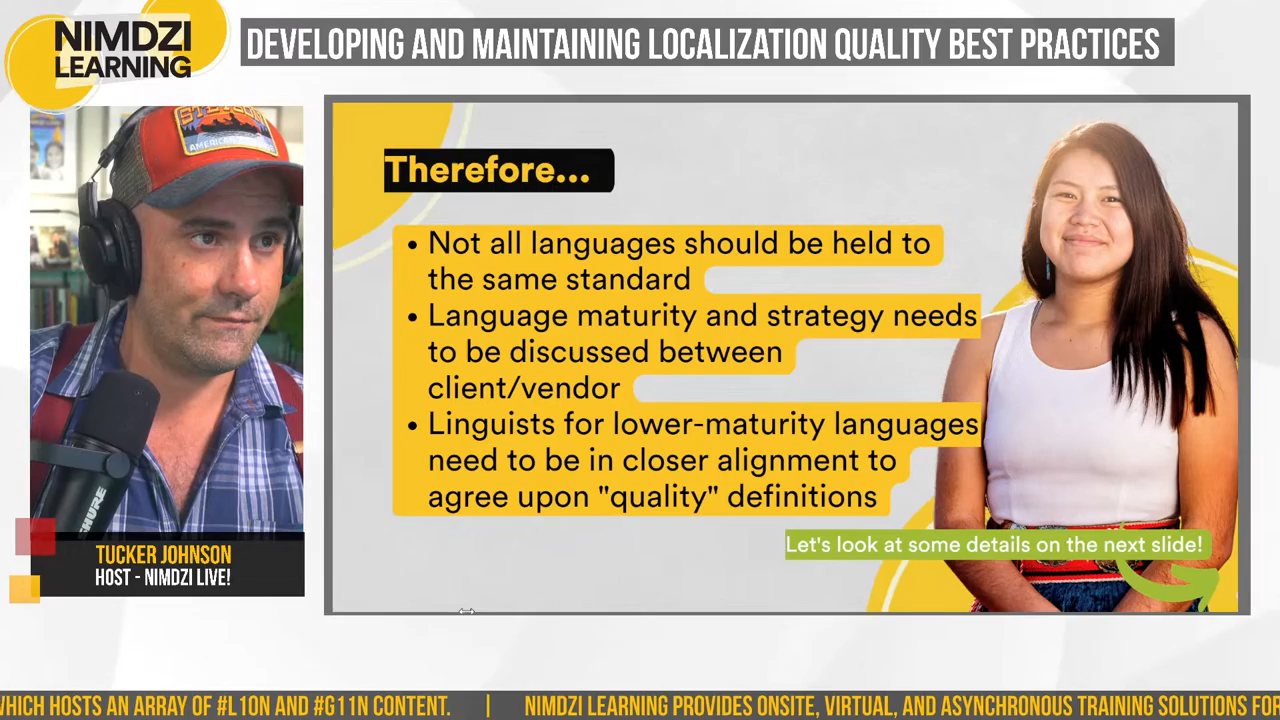 NIMDZI
LEARNING
DEVELOPING AND MAINTAINING LOCALIZATION QUALITY BEST PRACTICES
STETSON
AMERICAN
Therefore...
• Not all languages should be held to
the same standard
• Language maturity and strategy needs
to be discussed between
client/vendor
• Linguists for lower-maturity languages
need to be in closer alignment to
agree upon "quality" definitions
Let's look at some details on the next slide!
SHURE
TUCKER JOHNSON
HOST - NIMDZI LIVE!
WHICH HOSTS AN ARRAY OF #L10N AND #G11N CONTENT. | NIMDZI LEARNING PROVIDES ONSITE, VIRTUAL, AND ASYNCHRONOUS TRAINING SOLUTIONS FOR